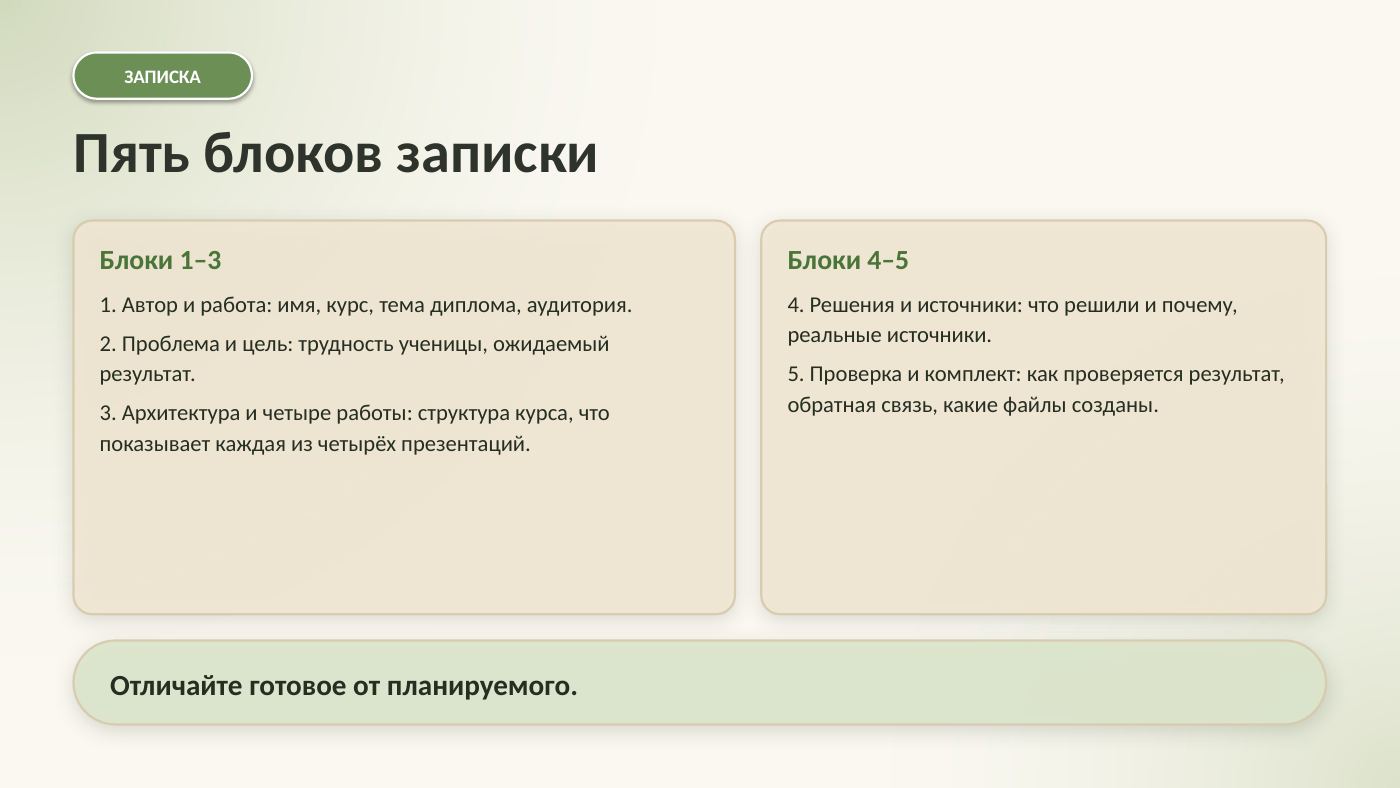 ЗАПИСКА
Пять блоков записки
Блоки 1–3
1. Автор и работа: имя, курс, тема диплома, аудитория.
2. Проблема и цель: трудность ученицы, ожидаемый
результат.
3. Архитектура и четыре работы: структура курса, что
показывает каждая из четырёх презентаций.
Блоки 4–5
4. Решения и источники: что решили и почему,
реальные источники.
5. Проверка и комплект: как проверяется результат,
обратная связь, какие файлы созданы.
Отличайте готовое от планируемого.